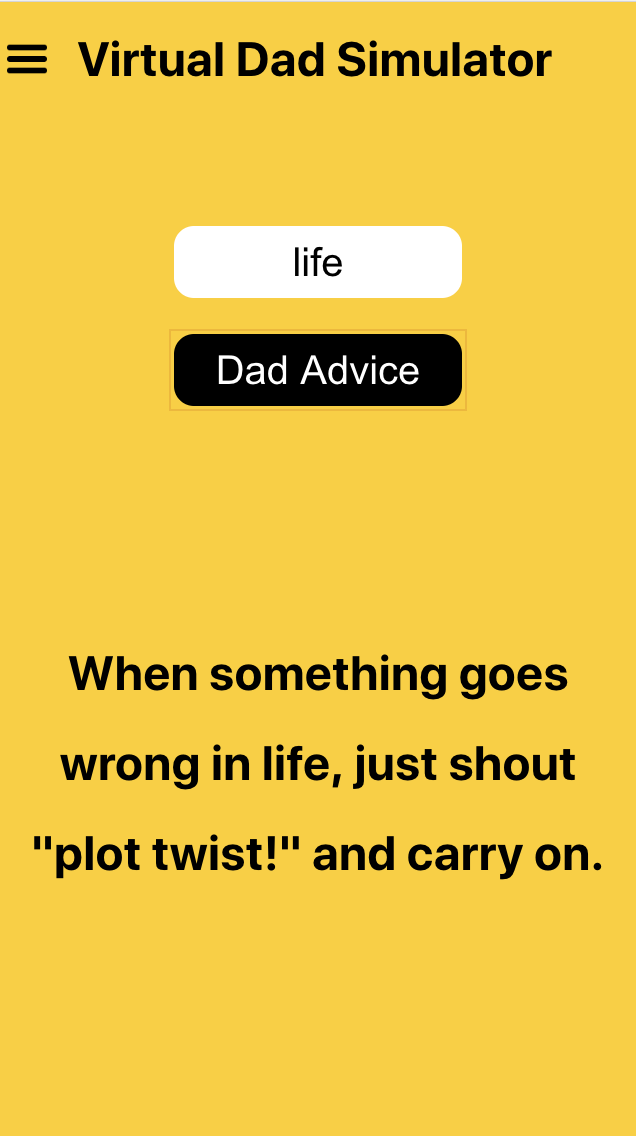 Virtual Dad Simulator
life
Dad Advice
When something goes
wrong in life, just shout
"plot twist!" and carry on.